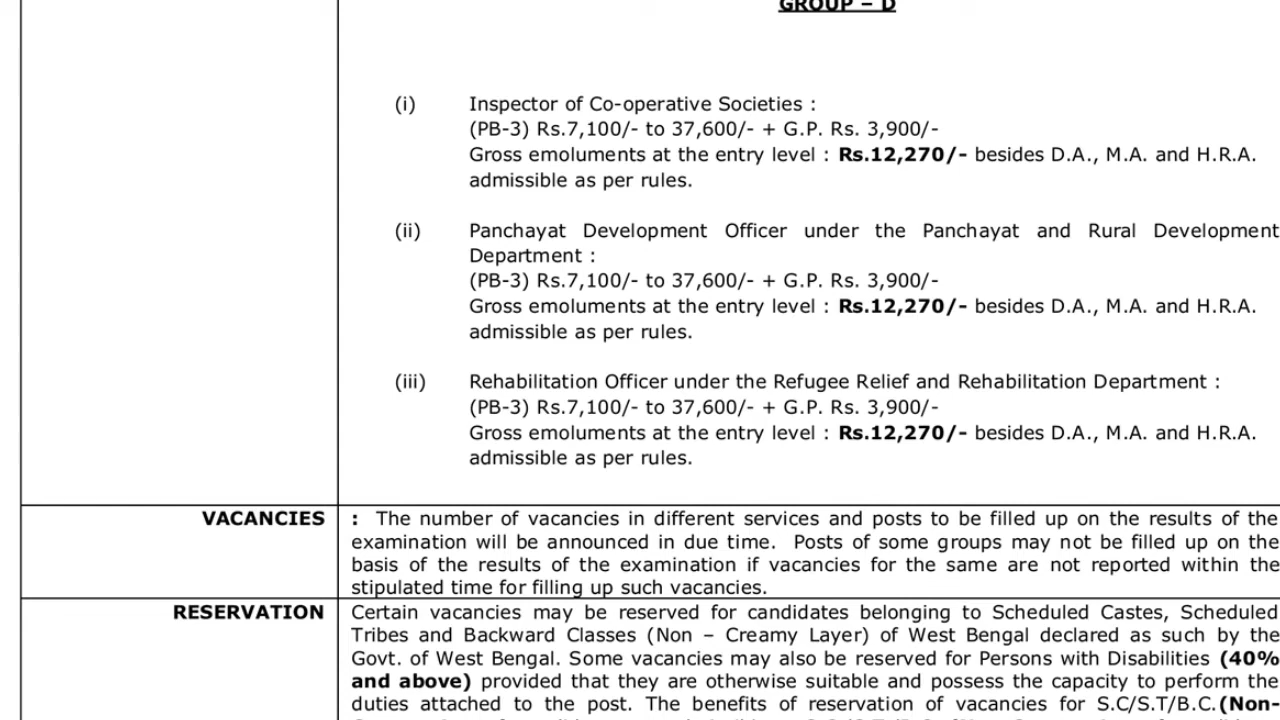 GROUP – D
(i) Inspector of Co-operative Societies :
(PB-3) Rs.7,100/- to 37,600/- + G.P. Rs. 3,900/-
Gross emoluments at the entry level : Rs.12,270/- besides D.A., M.A. and H.R.A.
admissible as per rules.
(ii) Panchayat Development Officer under the Panchayat and Rural Development
Department :
(PB-3) Rs.7,100/- to 37,600/- + G.P. Rs. 3,900/-
Gross emoluments at the entry level : Rs.12,270/- besides D.A., M.A. and H.R.A.
admissible as per rules.
(iii) Rehabilitation Officer under the Refugee Relief and Rehabilitation Department :
(PB-3) Rs.7,100/- to 37,600/- + G.P. Rs. 3,900/-
Gross emoluments at the entry level : Rs.12,270/- besides D.A., M.A. and H.R.A.
admissible as per rules.
VACANCIES : The number of vacancies in different services and posts to be filled up on the results of the
examination will be announced in due time. Posts of some groups may not be filled up on the
basis of the results of the examination if vacancies for the same are not reported within the
stipulated time for filling up such vacancies.
RESERVATION Certain vacancies may be reserved for candidates belonging to Scheduled Castes, Scheduled
Tribes and Backward Classes (Non – Creamy Layer) of West Bengal declared as such by the
Govt. of West Bengal. Some vacancies may also be reserved for Persons with Disabilities (40%
and above) provided that they are otherwise suitable and possess the capacity to perform the
duties attached to the post. The benefits of reservation of vacancies for S.C/S.T/B.C.(Non-